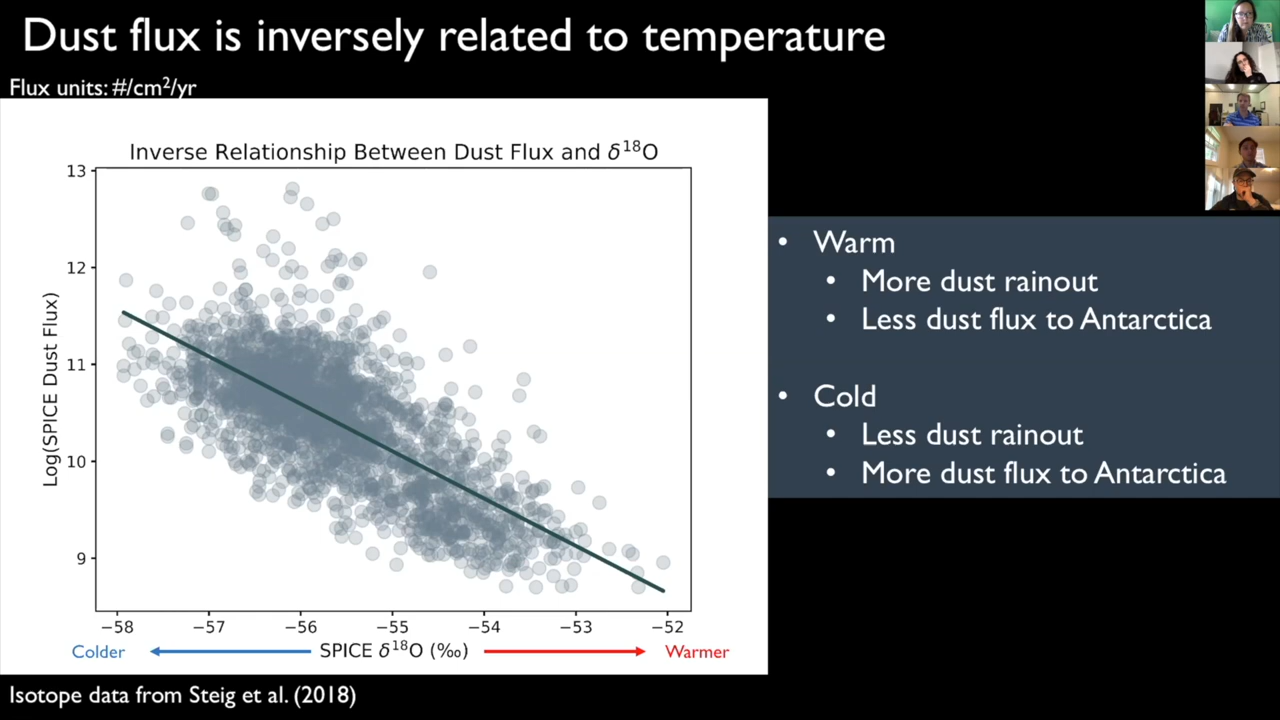 Dust flux is inversely related to temperature
Flux units: #/cm²/yr
Inverse Relationship Between Dust Flux and δ¹⁸O
Log(SPICE Dust Flux)
13
12
11
10
9
−58 −57 −56 −55 −54 −53 −52
Colder SPICE δ¹⁸O (‰) Warmer
• Warm
• More dust rainout
• Less dust flux to Antarctica
• Cold
• Less dust rainout
• More dust flux to Antarctica
Isotope data from Steig et al. (2018)